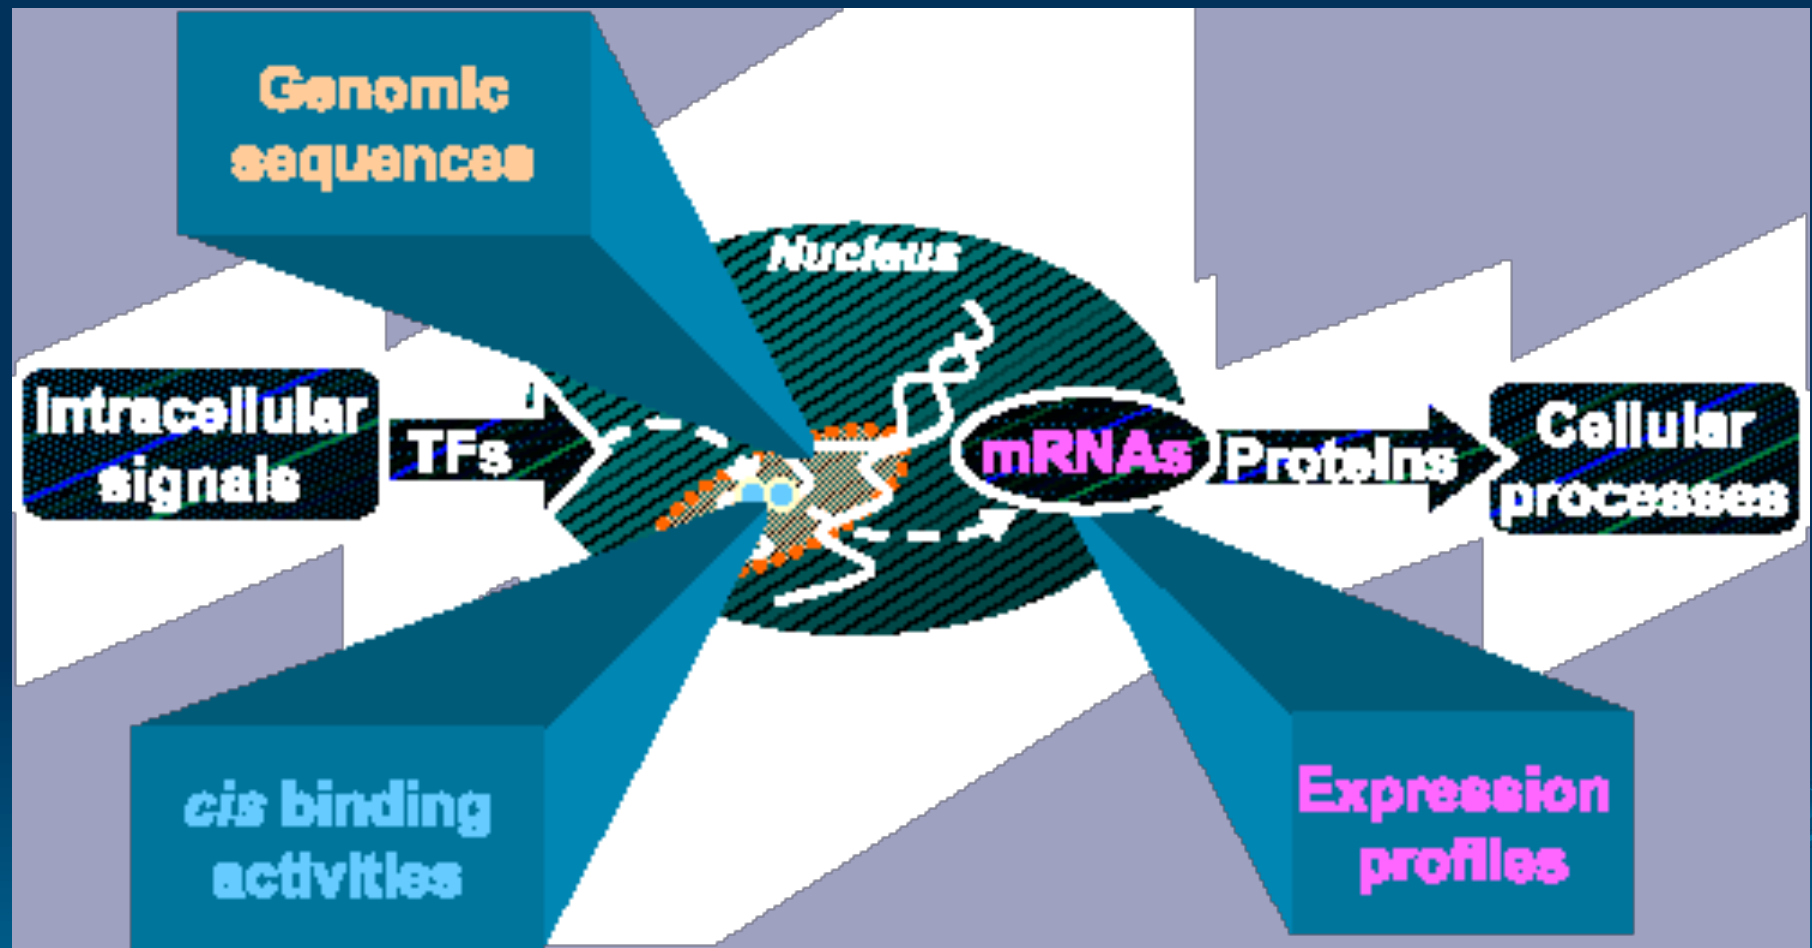 Genomic
sequences
Nucleus
Intracellular
signals
TFs
mRNAs
Proteins
Cellular
processes
cis binding
activities
Expression
profiles